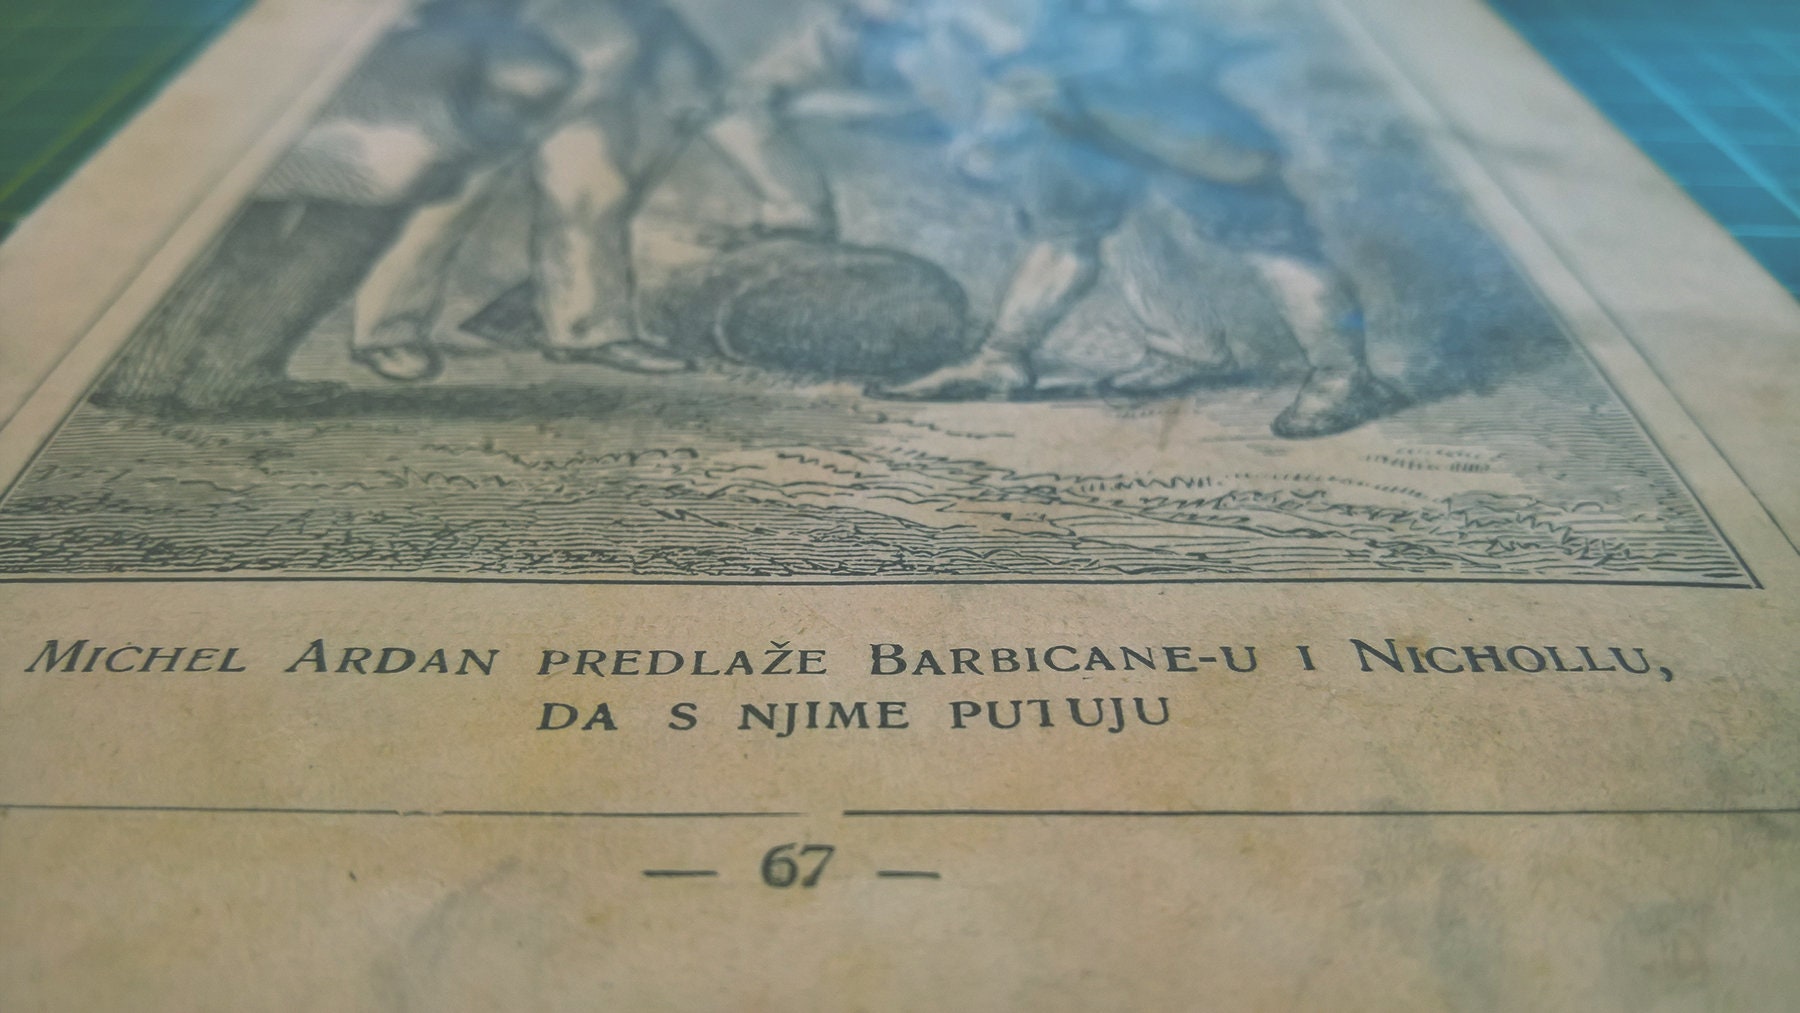 MICHEL ARDAN PREDLAŽE BARBICANE-U I NICHOLLU,
DA S NJIME PUTUJU
— 67 —